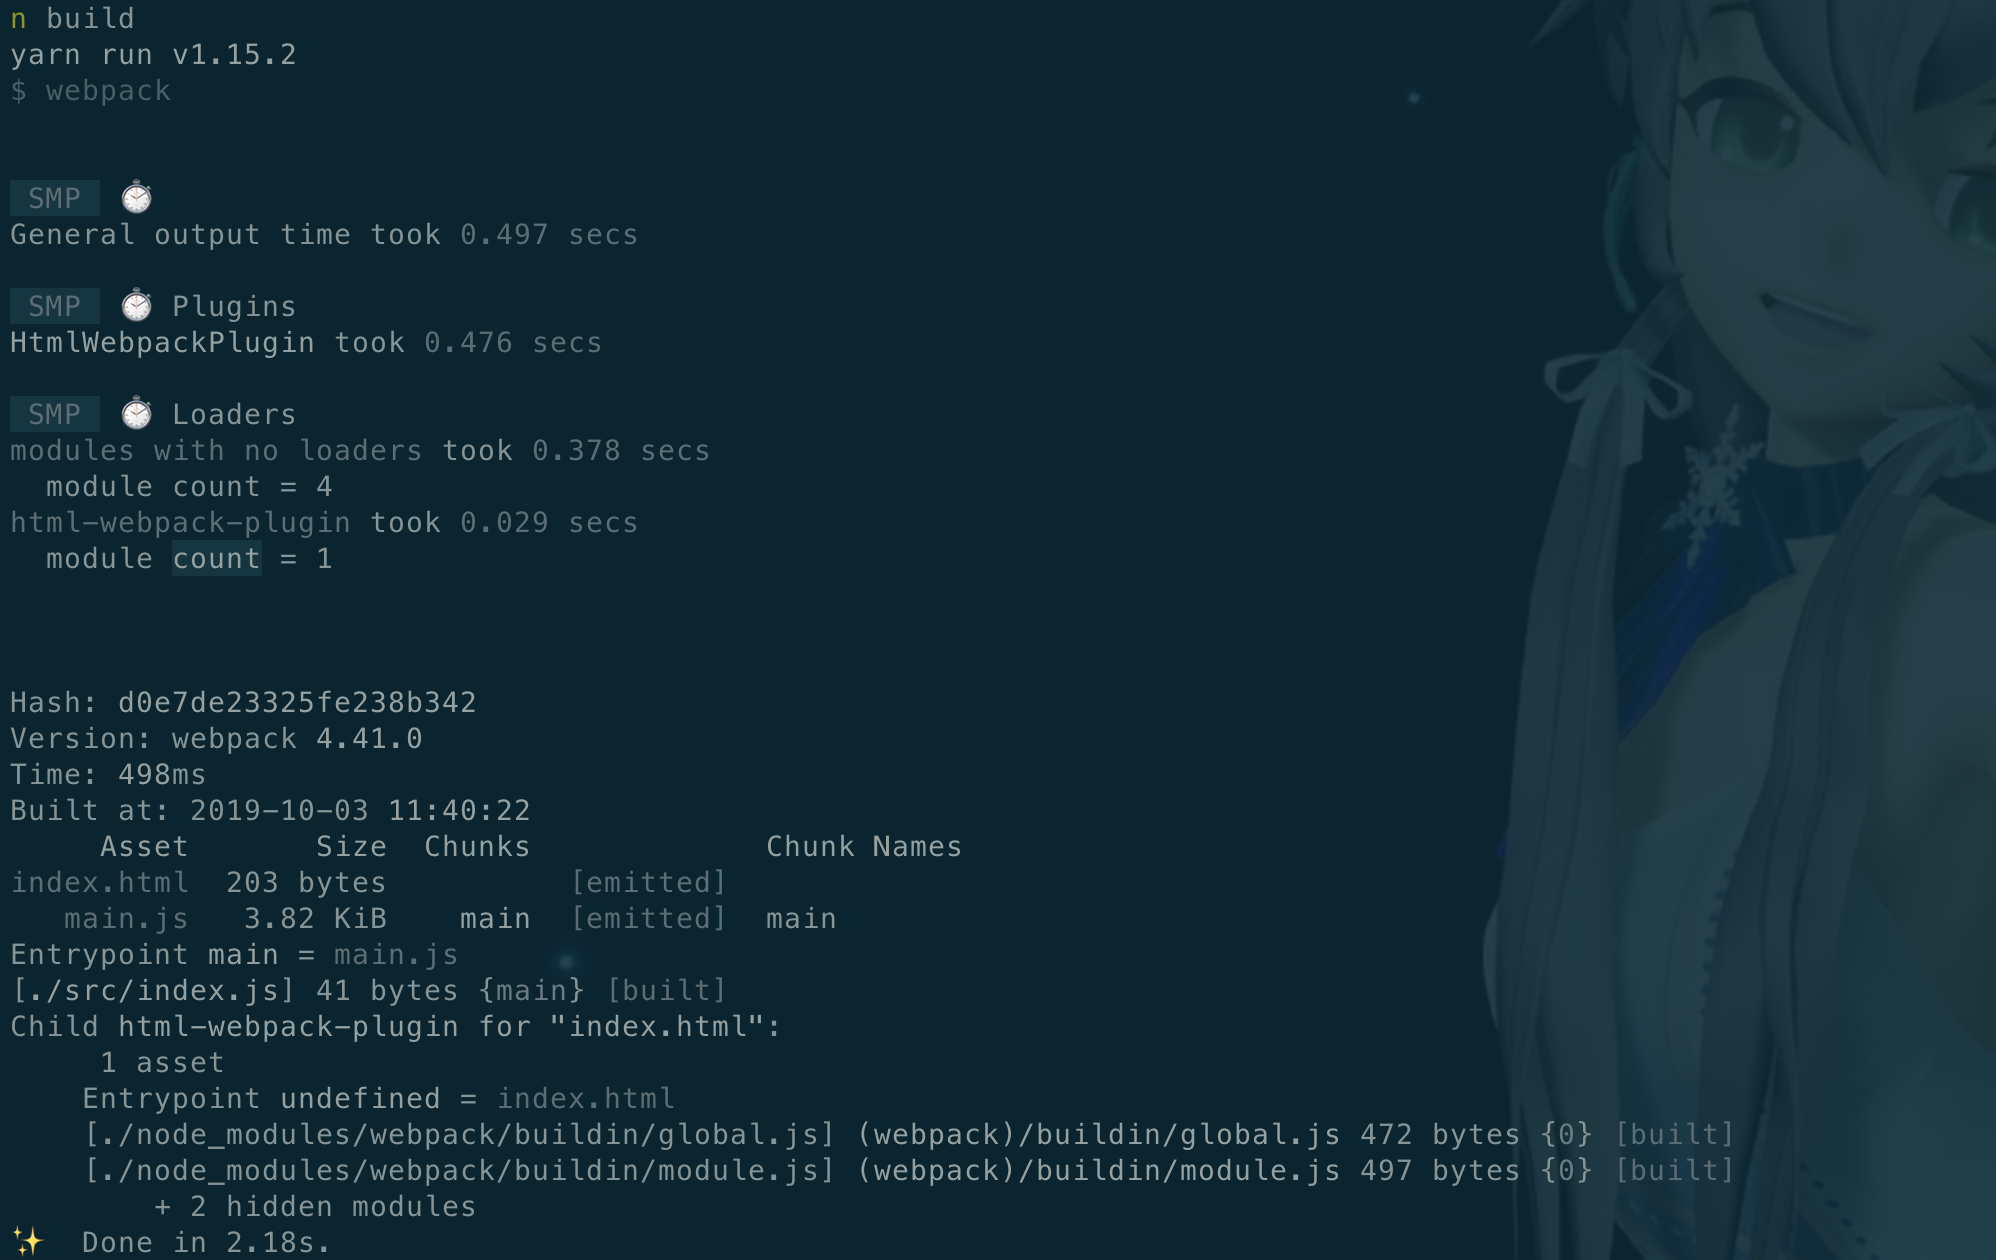 n build
yarn run v1.15.2
$ webpack
SMP ⏱
General output time took 0.497 secs
SMP ⏱ Plugins
HtmlWebpackPlugin took 0.476 secs
SMP ⏱ Loaders
modules with no loaders took 0.378 secs
  module count = 4
html-webpack-plugin took 0.029 secs
  module count = 1
Hash: d0e7de23325fe238b342
Version: webpack 4.41.0
Time: 498ms
Built at: 2019-10-03 11:40:22
     Asset       Size  Chunks             Chunk Names
index.html  203 bytes          [emitted]
   main.js   3.82 KiB    main  [emitted]  main
Entrypoint main = main.js
[./src/index.js] 41 bytes {main} [built]
Child html-webpack-plugin for "index.html":
     1 asset
    Entrypoint undefined = index.html
    [./node_modules/webpack/buildin/global.js] (webpack)/buildin/global.js 472 bytes {0} [built]
    [./node_modules/webpack/buildin/module.js] (webpack)/buildin/module.js 497 bytes {0} [built]
        + 2 hidden modules
✨  Done in 2.18s.